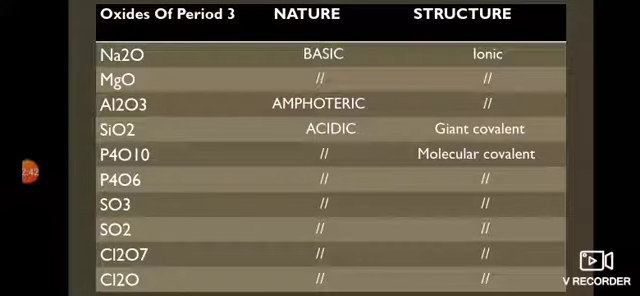 Oxides Of Period 3 NATURE STRUCTURE
Na2O BASIC Ionic
MgO // //
Al2O3 AMPHOTERIC //
SiO2 ACIDIC Giant covalent
P4O10 // Molecular covalent
P4O6 // //
SO3 // //
SO2 // //
Cl2O7 // //
Cl2O // //
2:42
V RECORDER